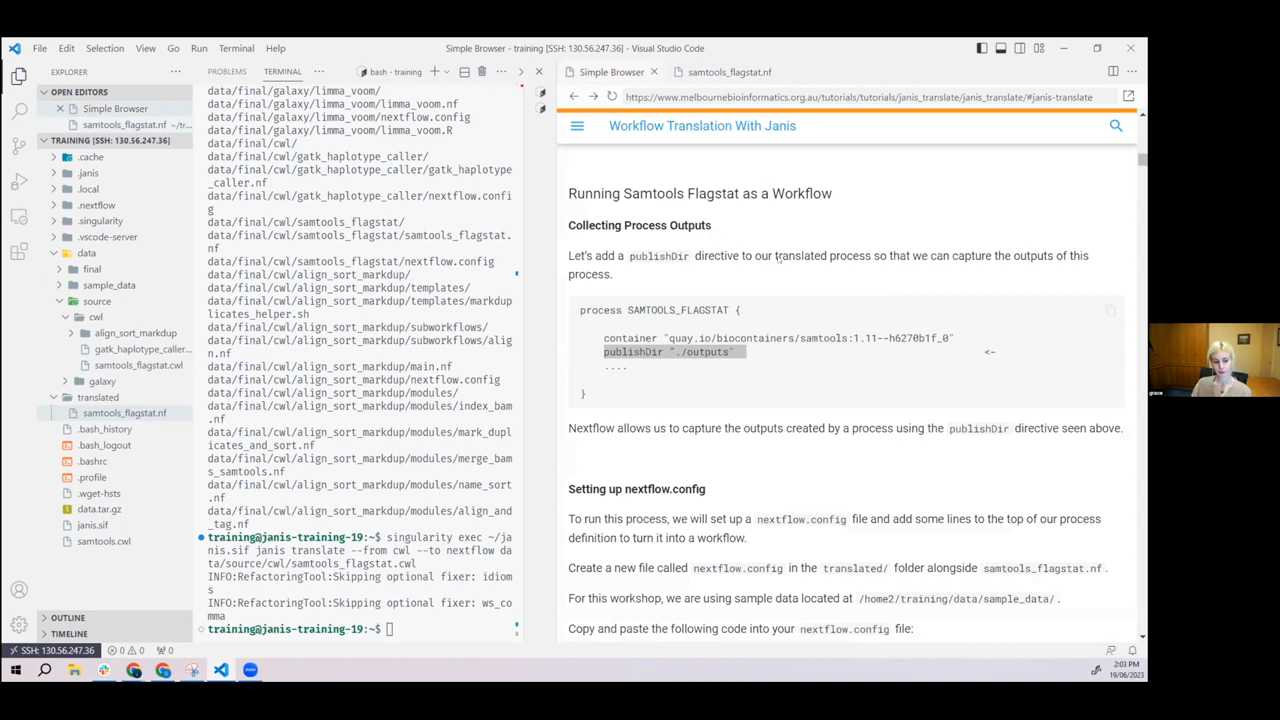 File Edit Selection View Go Run Terminal Help
Simple Browser - training [SSH: 130.56.247.36] - Visual Studio Code
EXPLORER
OPEN EDITORS
Simple Browser
samtools_flagstat.nf ~/tr...
TRAINING [SSH: 130.56.247.36]
.cache
.janis
.local
.nextflow
.singularity
.vscode-server
data
final
sample_data
source
cwl
align_sort_markdup
gatk_haplotype_caller...
samtools_flagstat.cwl
galaxy
translated
samtools_flagstat.nf
.bash_history
.bash_logout
.bashrc
.profile
.wget-hsts
data.tar.gz
janis.sif
samtools.cwl
OUTLINE
TIMELINE
PROBLEMS TERMINAL
bash - training
data/final/galaxy/limma_voom/
data/final/galaxy/limma_voom/limma_voom.nf
data/final/galaxy/limma_voom/nextflow.config
data/final/galaxy/limma_voom/limma_voom.R
data/final/cwl/
data/final/cwl/gatk_haplotype_caller/
data/final/cwl/gatk_haplotype_caller/gatk_haplotype
_caller.nf
data/final/cwl/gatk_haplotype_caller/nextflow.confi
g
data/final/cwl/samtools_flagstat/
data/final/cwl/samtools_flagstat/samtools_flagstat.
nf
data/final/cwl/samtools_flagstat/nextflow.config
data/final/cwl/align_sort_markdup/
data/final/cwl/align_sort_markdup/templates/
data/final/cwl/align_sort_markdup/templates/markdup
licates_helper.sh
data/final/cwl/align_sort_markdup/subworkflows/
data/final/cwl/align_sort_markdup/subworkflows/alig
n.nf
data/final/cwl/align_sort_markdup/main.nf
data/final/cwl/align_sort_markdup/nextflow.config
data/final/cwl/align_sort_markdup/modules/
data/final/cwl/align_sort_markdup/modules/index_bam
.nf
data/final/cwl/align_sort_markdup/modules/mark_dupl
icates_and_sort.nf
data/final/cwl/align_sort_markdup/modules/merge_bam
s_samtools.nf
data/final/cwl/align_sort_markdup/modules/name_sort
.nf
data/final/cwl/align_sort_markdup/modules/align_and
_tag.nf
training@janis-training-19:~$ singularity exec ~/ja
nis.sif janis translate --from cwl --to nextflow da
ta/source/cwl/samtools_flagstat.cwl
INFO:RefactoringTool:Skipping optional fixer: idiom
s
INFO:RefactoringTool:Skipping optional fixer: ws_co
mma
training@janis-training-19:~$
Simple Browser
samtools_flagstat.nf
https://www.melbournebioinformatics.org.au/tutorials/tutorials/janis_translate/janis_translate/#janis-translate
Workflow Translation With Janis
Running Samtools Flagstat as a Workflow
Collecting Process Outputs
Let's add a publishDir directive to our translated process so that we can capture the outputs of this
process.
process SAMTOOLS_FLAGSTAT {
container "quay.io/biocontainers/samtools:1.11--h6270b1f_0"
publishDir "./outputs" <-
....
}
Nextflow allows us to capture the outputs created by a process using the publishDir directive seen above.
Setting up nextflow.config
To run this process, we will set up a nextflow.config file and add some lines to the top of our process
definition to turn it into a workflow.
Create a new file called nextflow.config in the translated/ folder alongside samtools_flagstat.nf .
For this workshop, we are using sample data located at /home2/training/data/sample_data/ .
Copy and paste the following code into your nextflow.config file:
grace
SSH: 130.56.247.36
0 0 0
2:03 PM
19/06/2023